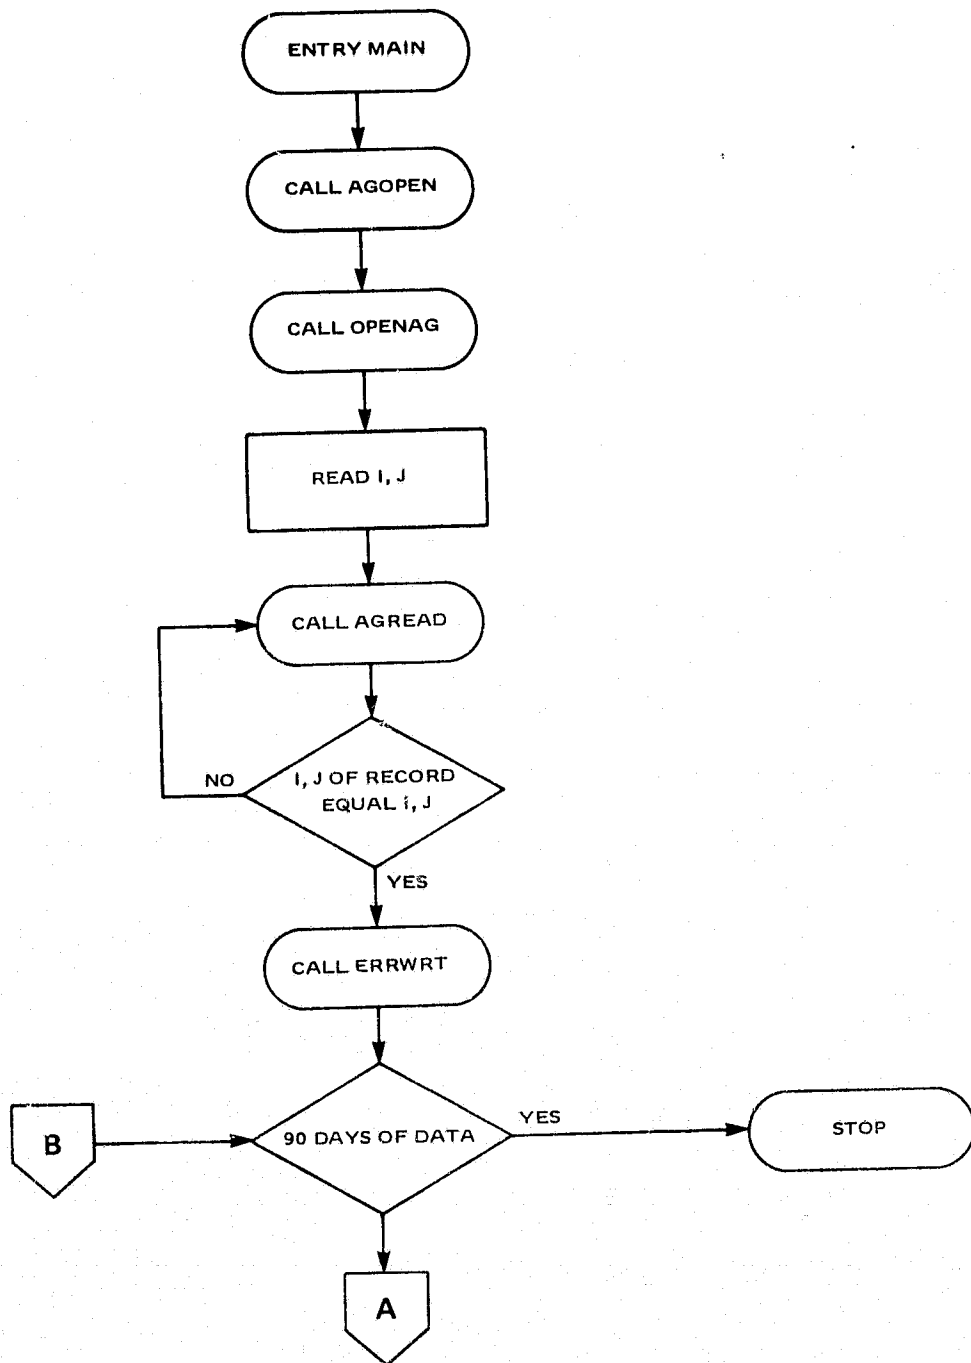 ENTRY MAIN
CALL AGOPEN
CALL OPENAG
READ I, J
CALL AGREAD
NO
I, J OF RECORD
EQUAL I, J
YES
CALL ERRWRT
B
90 DAYS OF DATA
YES
STOP
A